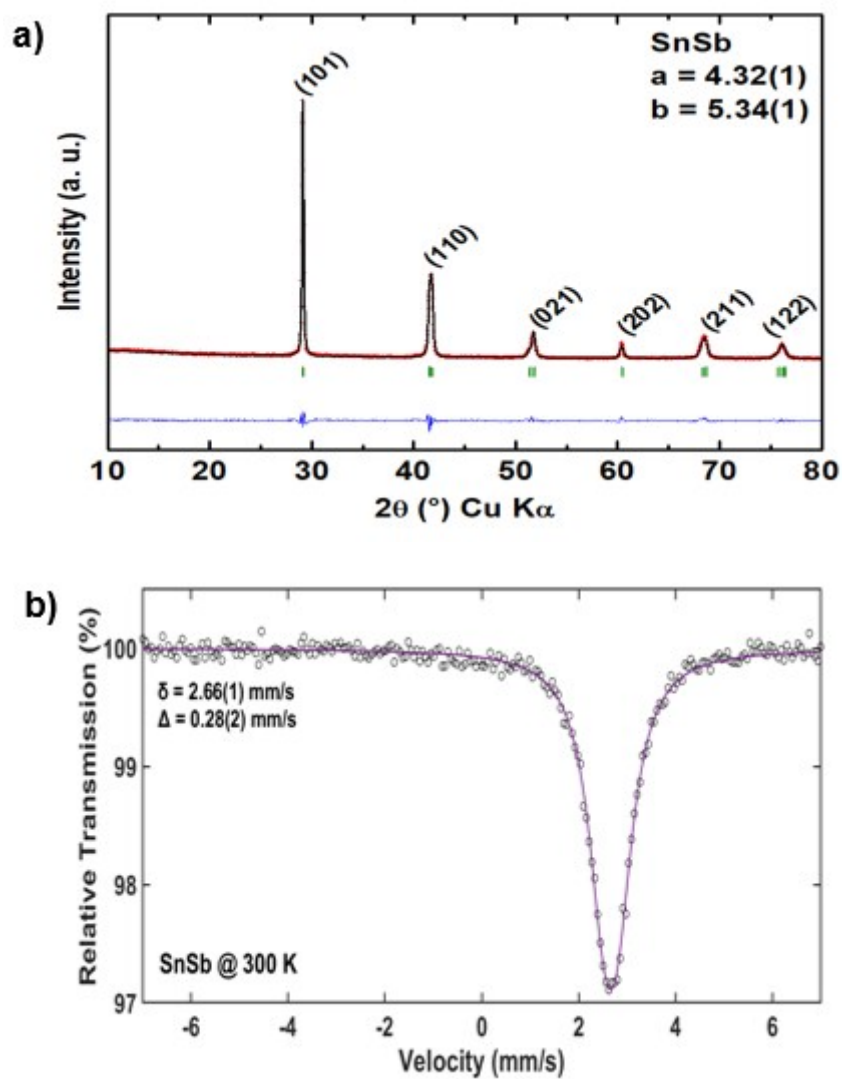 a)
SnSb
a = 4.32(1)
b = 5.34(1)
(101)
(110)
(021)
(202)
(211)
(122)
Intensity (a. u.)
10 20 30 40 50 60 70 80
2θ (°) Cu Kα
b)
Relative Transmission (%)
100
99
98
97
δ = 2.66(1) mm/s
Δ = 0.28(2) mm/s
SnSb @ 300 K
-6 -4 -2 0 2 4 6
Velocity (mm/s)